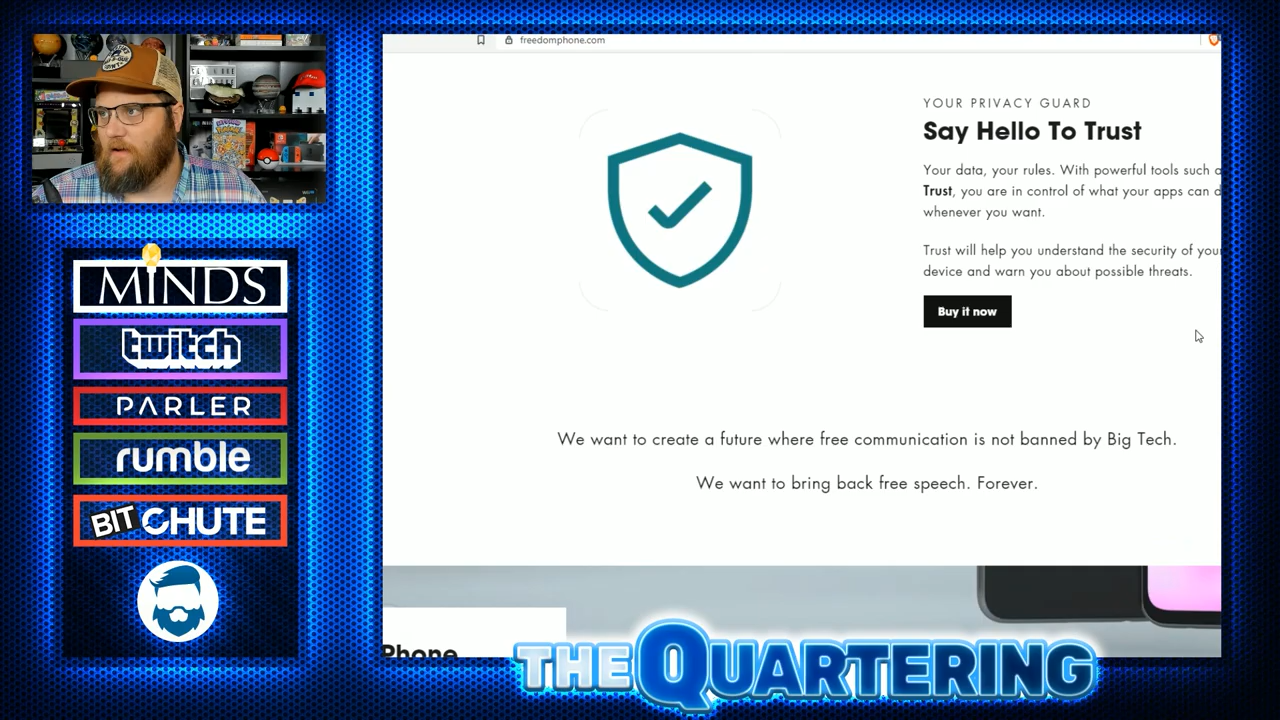 freedomphone.com
YOUR PRIVACY GUARD
Say Hello To Trust
Your data, your rules. With powerful tools such a
Trust, you are in control of what your apps can d
whenever you want.
Trust will help you understand the security of your
device and warn you about possible threats.
Buy it now
We want to create a future where free communication is not banned by Big Tech.
We want to bring back free speech. Forever.
Phone
MINDS
twitch
PARLER
rumble
BITCHUTE
THE QUARTERING